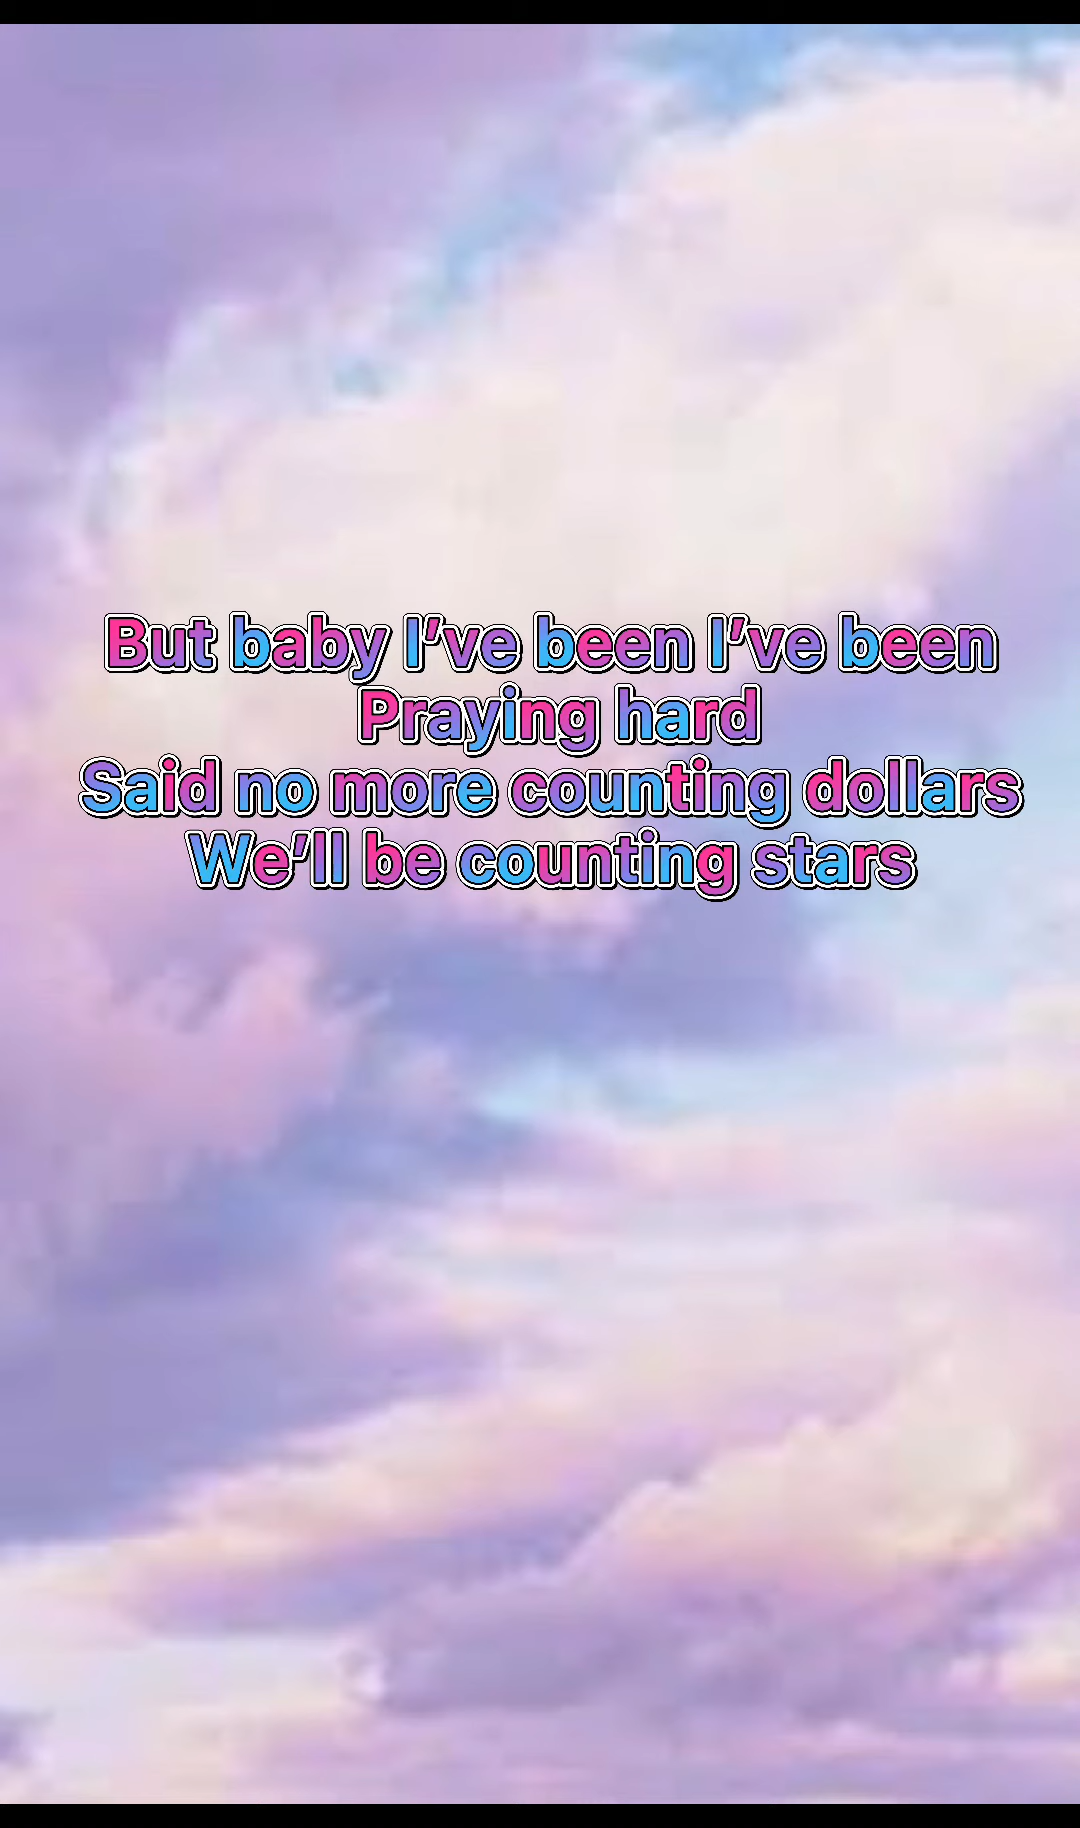 But baby I've been I've been
Praying hard
Said no more counting dollars
We'll be counting stars